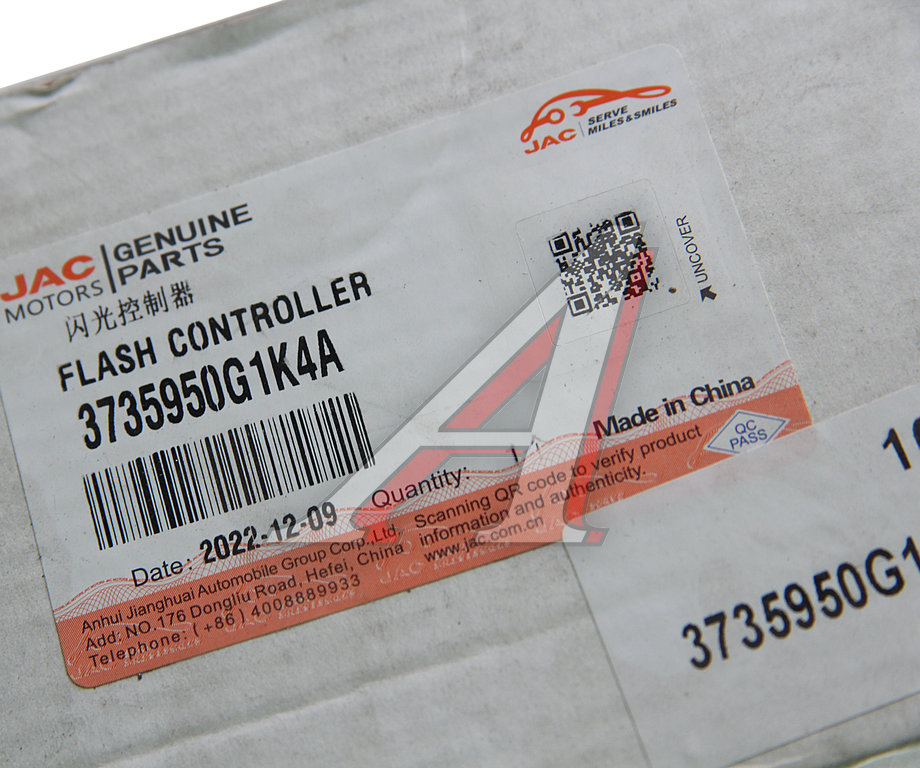 JAC
SERVE
MILES&SMILES
JAC
MOTORS
GENUINE
PARTS
闪光控制器
FLASH CONTROLLER
3735950G1K4A
UNCOVER
Date: 2022-12-09
Quantity: 1
Made in China
QC
PASS
Scanning QR code to verify product
information and authenticity.
www.jac.com.cn
Anhui Jianghuai Automobile Group Corp.,Ltd.
Add: NO.176 Dongliu Road, Hefei, China
Telephone: (+86) 4008889933
3735950G1